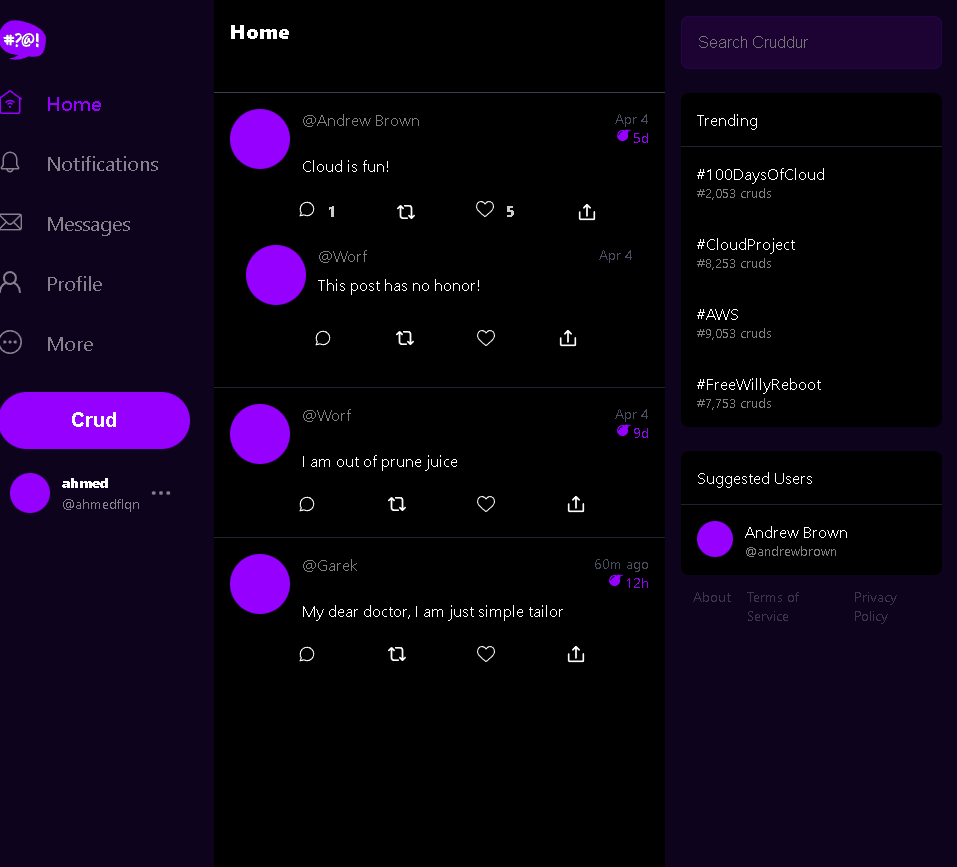 #?@!
Home
Notifications
Messages
Profile
More
Crud
ahmed
@ahmedflqn
Home
@Andrew Brown
Apr 4
5d
Cloud is fun!
1
5
@Worf
Apr 4
This post has no honor!
@Worf
Apr 4
9d
I am out of prune juice
@Garek
60m ago
12h
My dear doctor, I am just simple tailor
Search Cruddur
Trending
#100DaysOfCloud
#2,053 cruds
#CloudProject
#8,253 cruds
#AWS
#9,053 cruds
#FreeWillyReboot
#7,753 cruds
Suggested Users
Andrew Brown
@andrewbrown
About
Terms of
Service
Privacy
Policy